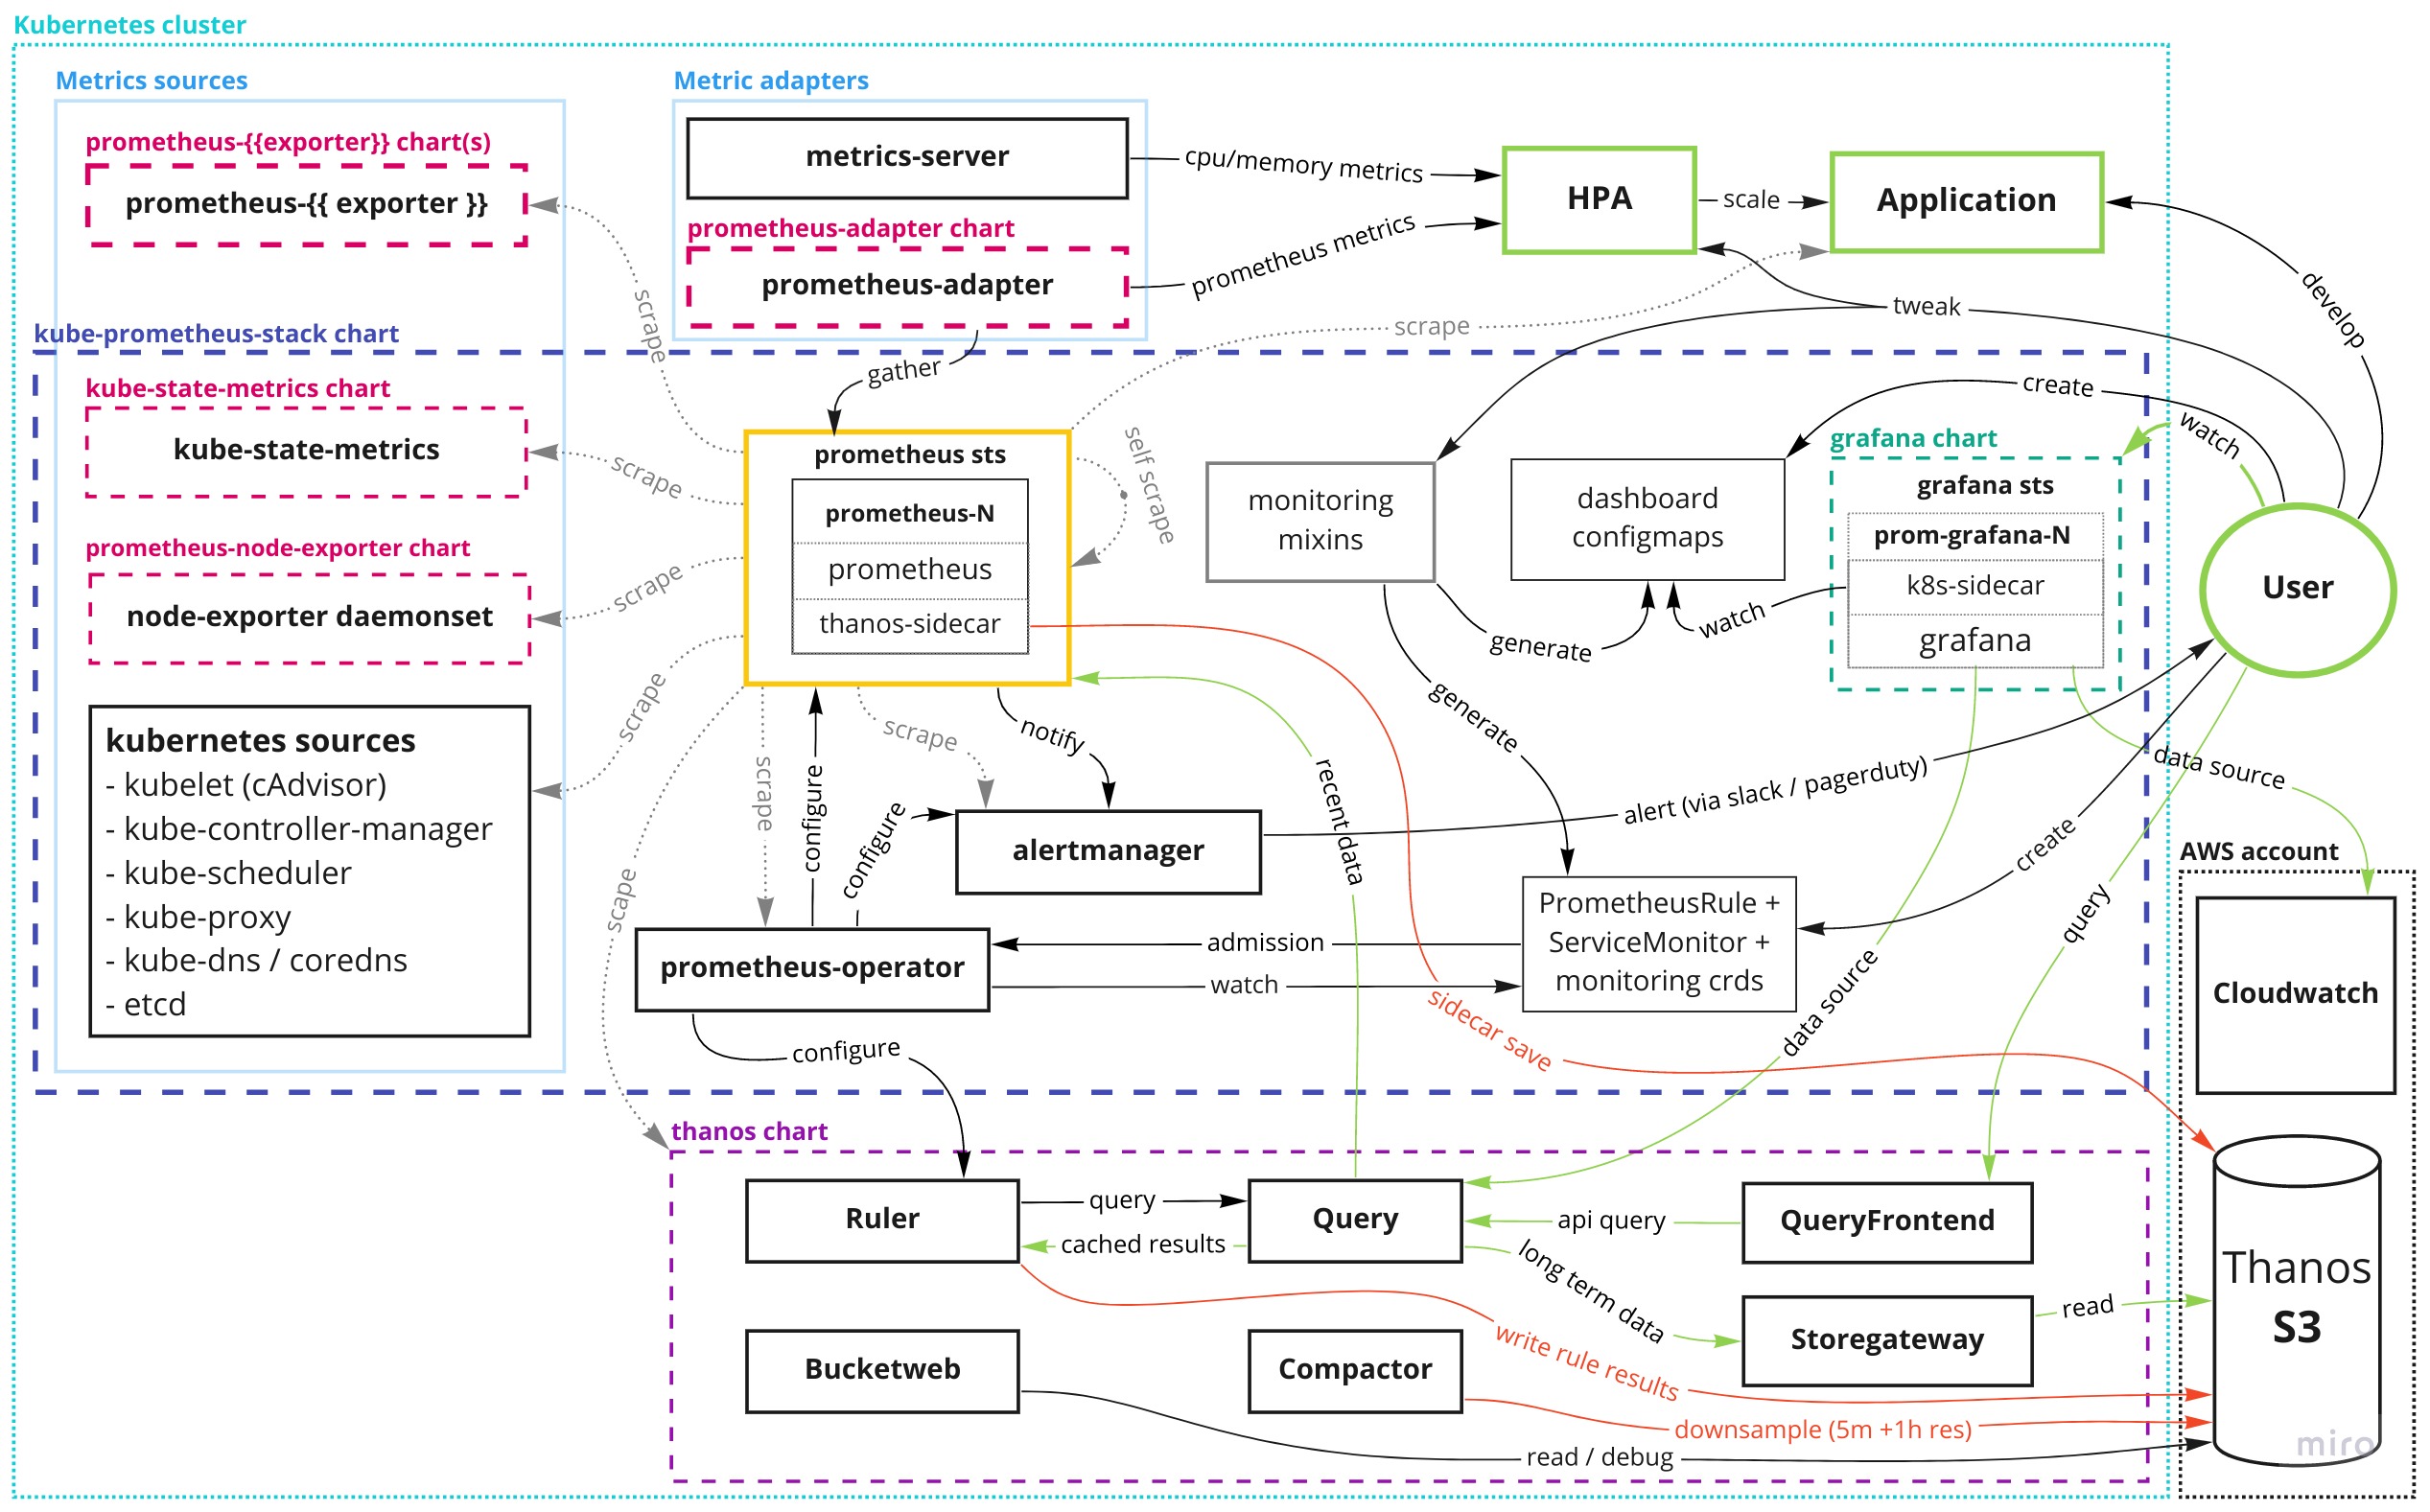 Kubernetes cluster
Metrics sources
prometheus-{{exporter}} chart(s)
prometheus-{{ exporter }}
Metric adapters
metrics-server
prometheus-adapter chart
prometheus-adapter
cpu/memory metrics
prometheus metrics
HPA
scale
Application
scrape
scrape
tweak
develop
gather
kube-prometheus-stack chart
kube-state-metrics chart
kube-state-metrics
scrape
prometheus-node-exporter chart
node-exporter daemonset
scrape
kubernetes sources
- kubelet (cAdvisor)
- kube-controller-manager
- kube-scheduler
- kube-proxy
- kube-dns / coredns
- etcd
scrape
prometheus sts
prometheus-N
prometheus
thanos-sidecar
self scrape
monitoring
mixins
dashboard
configmaps
create
watch
grafana chart
grafana sts
prom-grafana-N
k8s-sidecar
grafana
User
generate
watch
generate
scrape
notify
scrape
configure
configure
recent data
alertmanager
alert (via slack / pagerduty)
data source
create
query
scape
prometheus-operator
admission
watch
PrometheusRule +
ServiceMonitor +
monitoring crds
data source
sidecar save
configure
AWS account
Cloudwatch
thanos chart
Ruler
query
cached results
Query
api query
QueryFrontend
long term data
Storegateway
read
Thanos
S3
write rule results
Bucketweb
Compactor
downsample (5m +1h res)
read / debug
miro